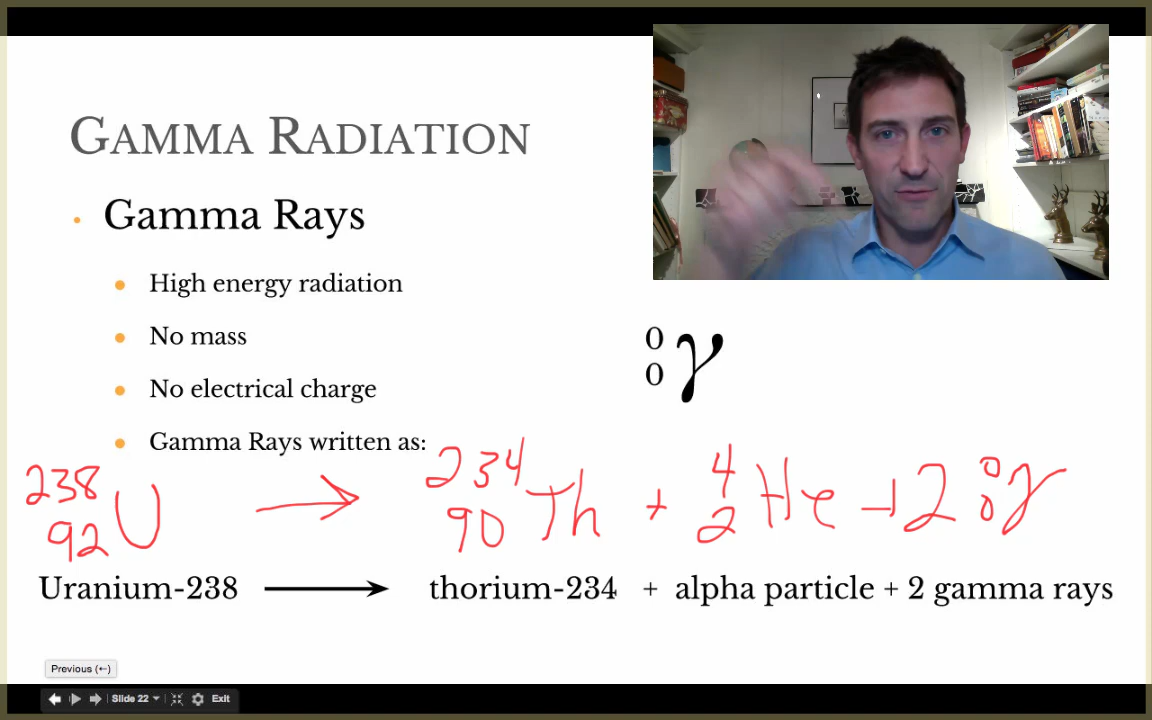 GAMMA RADIATION
• Gamma Rays
• High energy radiation
• No mass
• No electrical charge
• Gamma Rays written as:
0
0 γ
238
92 U → 234
90 Th + 4
2 He + 2 0
0 γ
Uranium-238 → thorium-234 + alpha particle + 2 gamma rays
Previous (←)
Slide 22 Exit